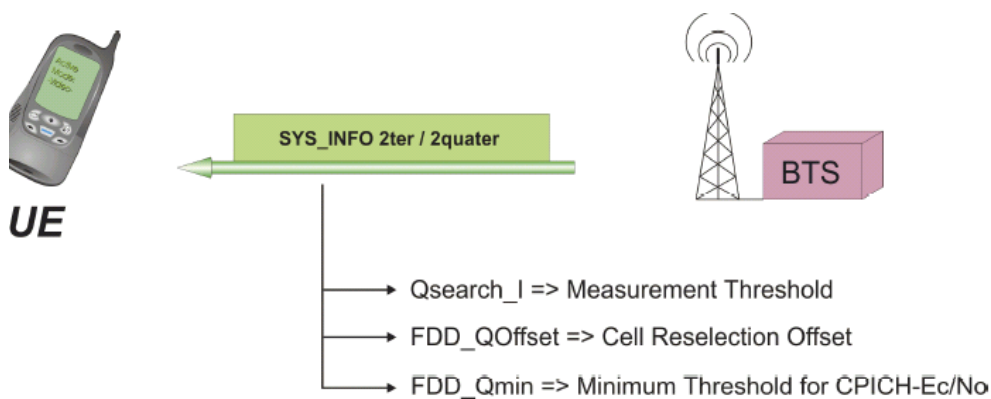 SYS_INFO 2ter / 2quater
BTS
UE
Qsearch_I => Measurement Threshold
FDD_QOffset => Cell Reselection Offset
FDD_Qmin => Minimum Threshold for CPICH-Ec/No